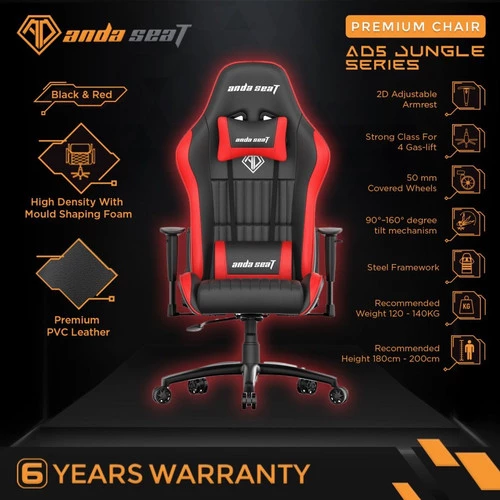 anda seaT
PREMIUM CHAIR
AD5 JUNGLE
SERIES
Black & Red
High Density With
Mould Shaping Foam
Premium
PVC Leather
anda seaT
anda seaT
anda seaT
2D Adjustable
Armrest
Strong Class For
4 Gas-lift
50 mm
Covered Wheels
90°~160° degree
tilt mechanism
Steel Framework
Recommended
Weight 120 - 140KG
KG
Recommended
Height 180cm - 200cm
6 YEARS WARRANTY